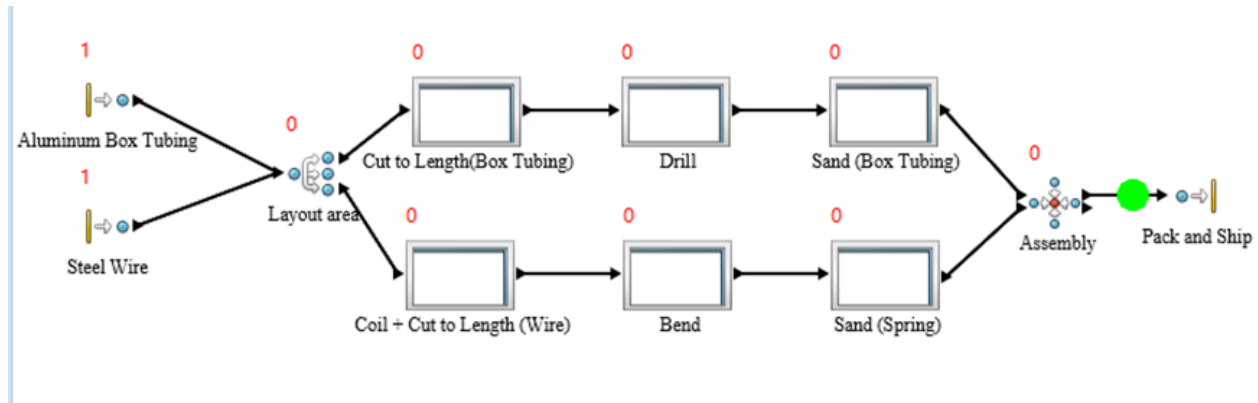 1
Aluminum Box Tubing
1
Steel Wire
0
Layout area
0
Cut to Length(Box Tubing)
0
Drill
0
Sand (Box Tubing)
0
Coil + Cut to Length (Wire)
0
Bend
0
Sand (Spring)
0
Assembly
Pack and Ship